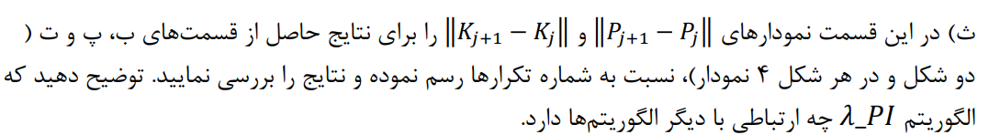 ث) در این قسمت نمودارهای ‖P_{j+1} − P_j‖ و ‖K_{j+1} − K_j‖ را برای نتایج حاصل از قسمت‌های ب، پ و ت (
دو شکل و در هر شکل ۴ نمودار)، نسبت به شماره تکرارها رسم نموده و نتایج را بررسی نمایید. توضیح دهید که
الگوریتم λ_PI چه ارتباطی با دیگر الگوریتم‌ها دارد.